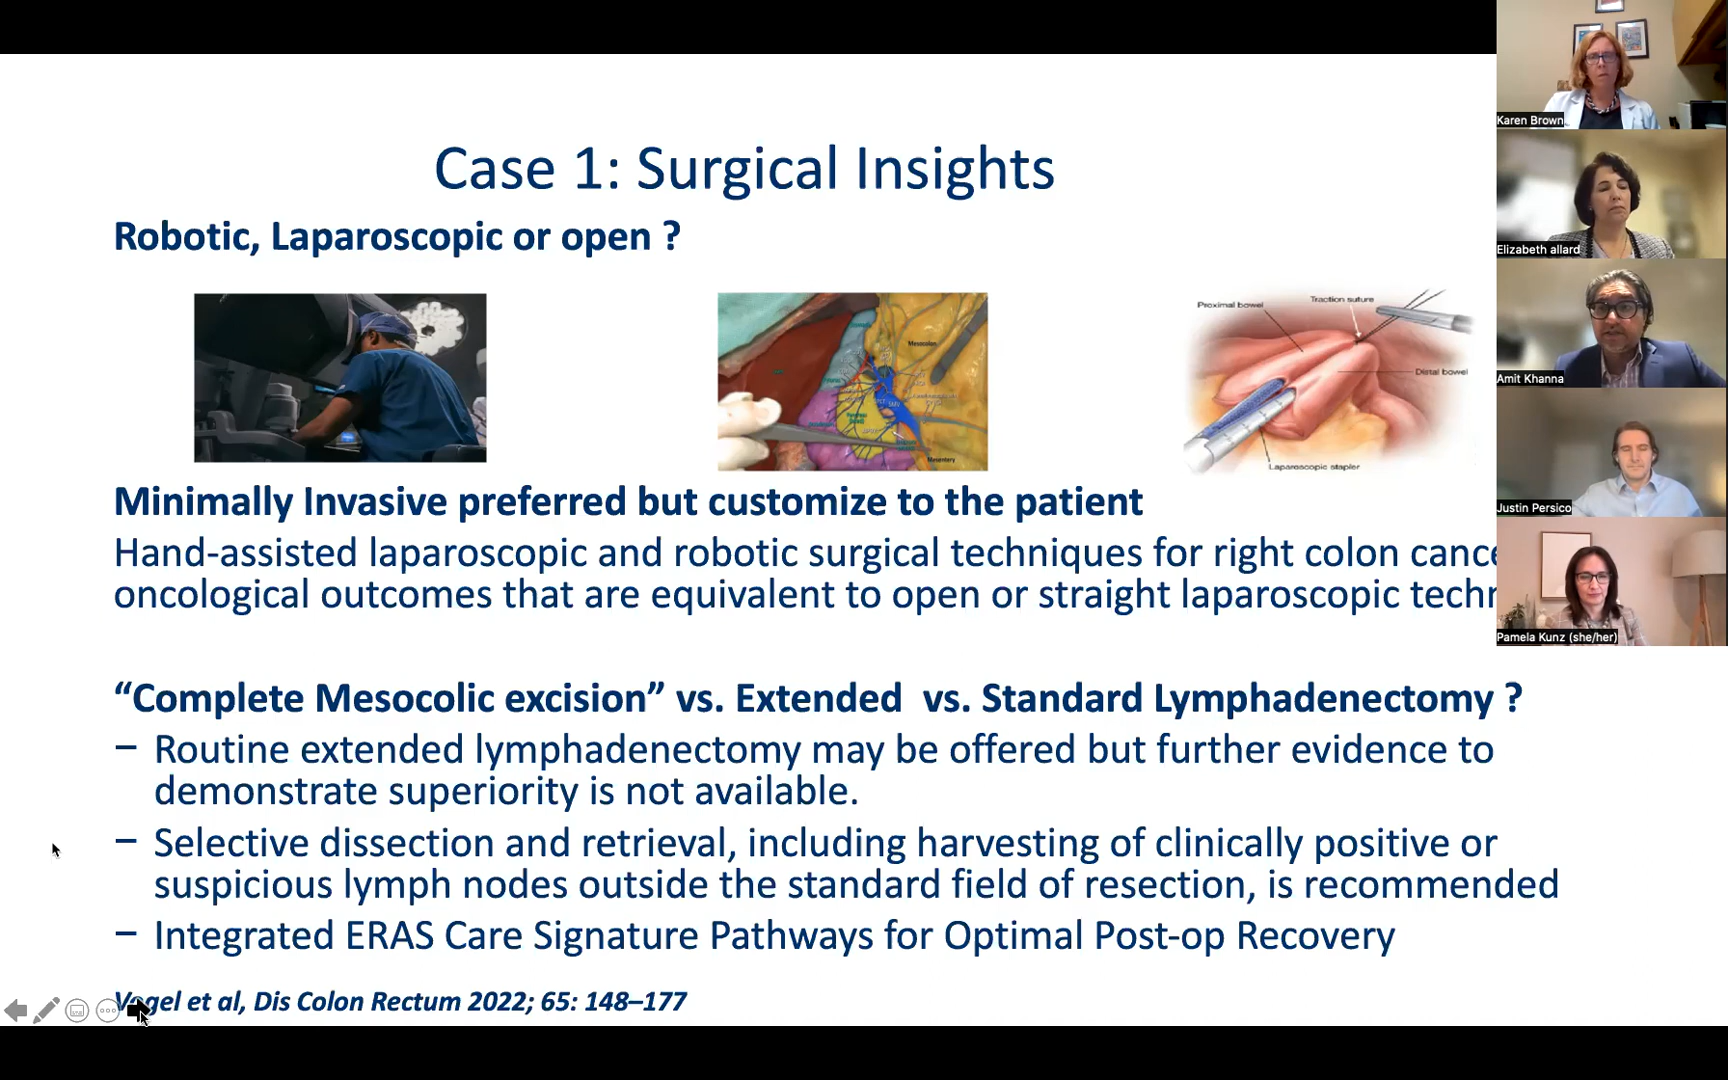 Case 1: Surgical Insights
Robotic, Laparoscopic or open ?
Mesocolon
Mesentery
Proximal bowel
Traction suture
Distal bowel
Laparoscopic stapler
Minimally Invasive preferred but customize to the patient
Hand-assisted laparoscopic and robotic surgical techniques for right colon cance
oncological outcomes that are equivalent to open or straight laparoscopic techn
“Complete Mesocolic excision” vs. Extended vs. Standard Lymphadenectomy ?
– Routine extended lymphadenectomy may be offered but further evidence to
demonstrate superiority is not available.
– Selective dissection and retrieval, including harvesting of clinically positive or
suspicious lymph nodes outside the standard field of resection, is recommended
– Integrated ERAS Care Signature Pathways for Optimal Post-op Recovery
Vogel et al, Dis Colon Rectum 2022; 65: 148–177
Karen Brown
Elizabeth allard
Amit Khanna
Justin Persico
Pamela Kunz (she/her)